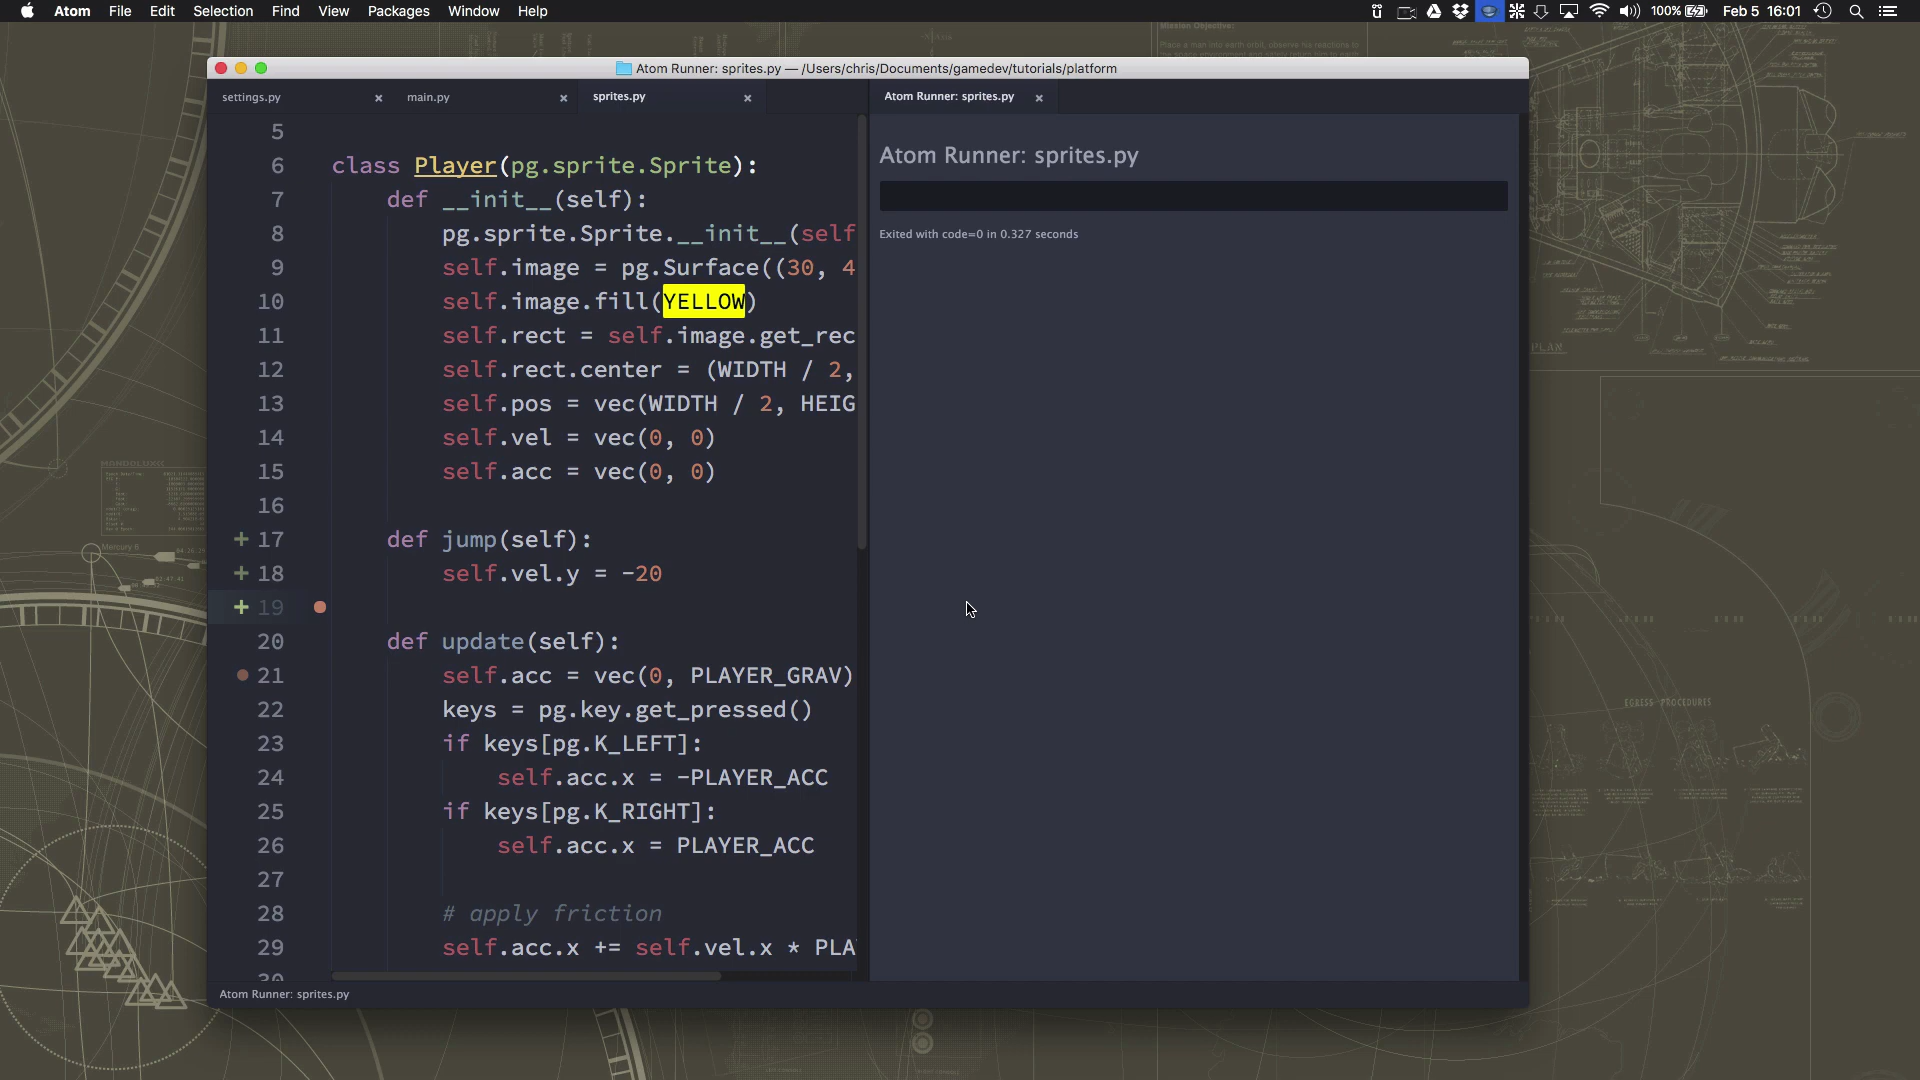 Atom File Edit Selection Find View Packages Window Help
100% Feb 5 16:01
Mission Objective:
Atom Runner: sprites.py — /Users/chris/Documents/gamedev/tutorials/platform
settings.py
main.py
sprites.py
Atom Runner: sprites.py
5
6 class Player(pg.sprite.Sprite):
7 def __init__(self):
8 pg.sprite.Sprite.__init__(self
9 self.image = pg.Surface((30, 4
10 self.image.fill(YELLOW)
11 self.rect = self.image.get_rec
12 self.rect.center = (WIDTH / 2,
13 self.pos = vec(WIDTH / 2, HEIG
14 self.vel = vec(0, 0)
15 self.acc = vec(0, 0)
16
+ 17 def jump(self):
+ 18 self.vel.y = -20
+ 19
20 def update(self):
21 self.acc = vec(0, PLAYER_GRAV)
22 keys = pg.key.get_pressed()
23 if keys[pg.K_LEFT]:
24 self.acc.x = -PLAYER_ACC
25 if keys[pg.K_RIGHT]:
26 self.acc.x = PLAYER_ACC
27
28 # apply friction
29 self.acc.x += self.vel.x * PLA
30
Atom Runner: sprites.py
Exited with code=0 in 0.327 seconds
Atom Runner: sprites.py
PLAN
Mercury 6
EGRESS PROCEDURES